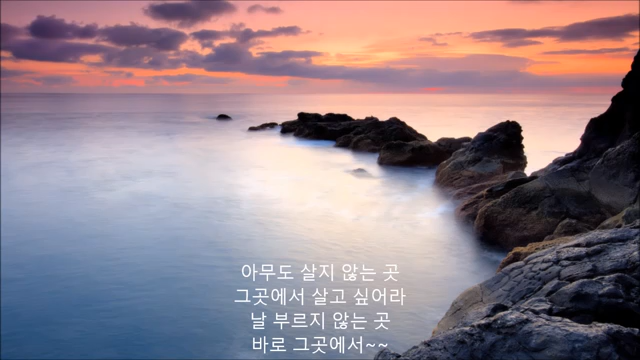 아무도 살지 않는 곳
그곳에서 살고 싶어라
날 부르지 않는 곳
바로 그곳에서~~